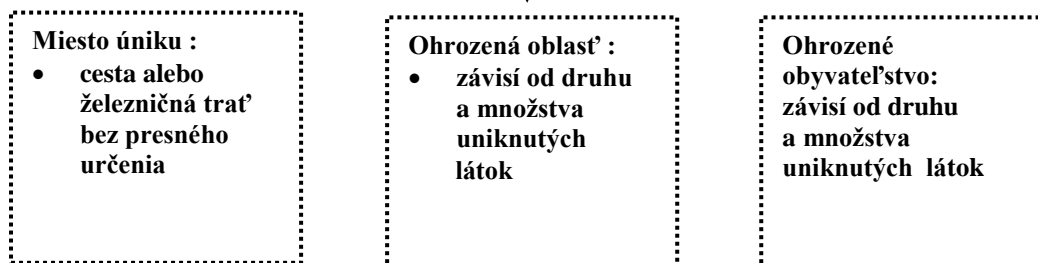 Miesto úniku :
• cesta alebo
železničná trať
bez presného
určenia
Ohrozená oblasť :
• závisí od druhu
a množstva
uniknutých
látok
Ohrozené
obyvateľstvo:
závisí od druhu
a množstva
uniknutých látok